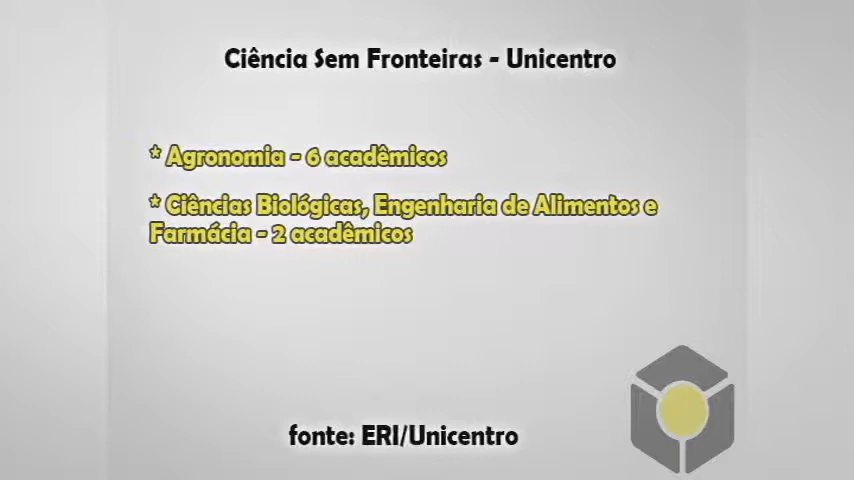 Ciência Sem Fronteiras - Unicentro
* Agronomia - 6 acadêmicos
* Ciências Biológicas, Engenharia de Alimentos e
Farmácia - 2 acadêmicos
fonte: ERI/Unicentro